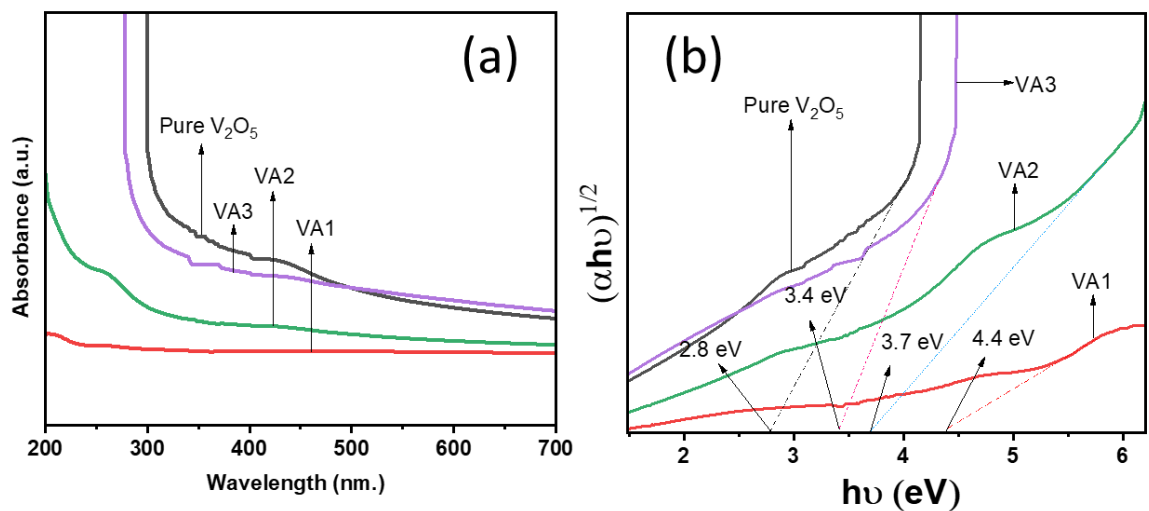 (a)
Pure V₂O₅
VA2
VA3
VA1
Absorbance (a.u.)
200 300 400 500 600 700
Wavelength (nm.)
(b)
VA3
Pure V₂O₅
VA2
(αhυ)¹/²
3.4 eV
VA1
2.8 eV
3.7 eV
4.4 eV
2 3 4 5 6
hυ (eV)